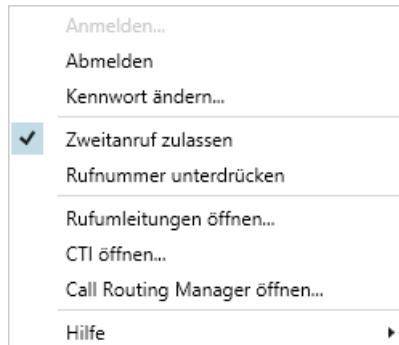 Anmelden...
Abmelden
Kennwort ändern...
Zweitanruf zulassen
Rufnummer unterdrücken
Rufumleitungen öffnen...
CTI öffnen...
Call Routing Manager öffnen...
Hilfe